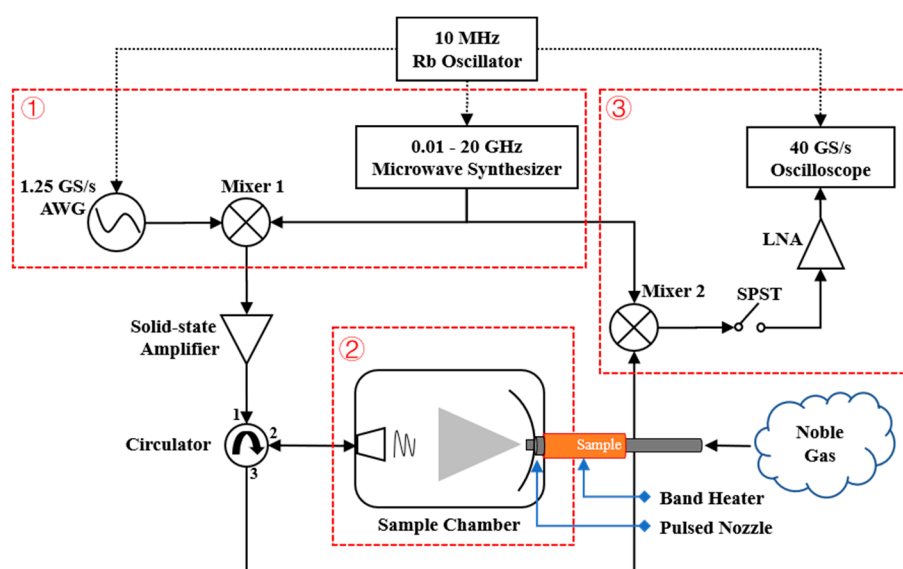 10 MHz
Rb Oscillator
①
③
0.01 - 20 GHz
Microwave Synthesizer
40 GS/s
Oscilloscope
1.25 GS/s
AWG
Mixer 1
LNA
Mixer 2
SPST
Solid-state
Amplifier
②
1
2
3
Circulator
Sample
Noble
Gas
Band Heater
Pulsed Nozzle
Sample Chamber